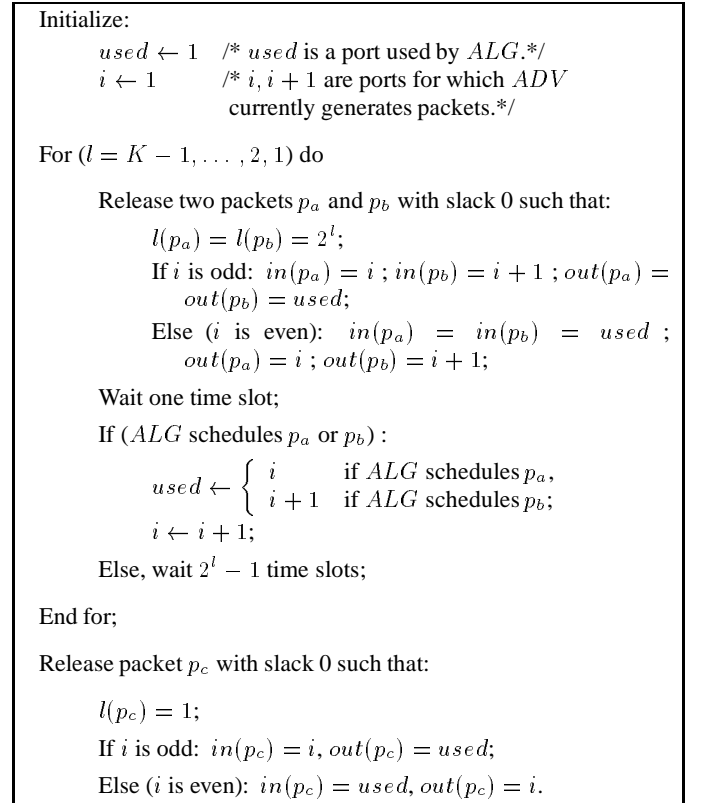 Initialize:
used ← 1 /* used is a port used by ALG.*/
i ← 1 /* i, i + 1 are ports for which ADV
currently generates packets.*/
For (l = K − 1, . . . , 2, 1) do
Release two packets p_a and p_b with slack 0 such that:
l(p_a) = l(p_b) = 2^l;
If i is odd: in(p_a) = i ; in(p_b) = i + 1 ; out(p_a) =
out(p_b) = used;
Else (i is even): in(p_a) = in(p_b) = used ;
out(p_a) = i ; out(p_b) = i + 1;
Wait one time slot;
If (ALG schedules p_a or p_b) :
used ← { i if ALG schedules p_a,
i + 1 if ALG schedules p_b;
i ← i + 1;
Else, wait 2^l − 1 time slots;
End for;
Release packet p_c with slack 0 such that:
l(p_c) = 1;
If i is odd: in(p_c) = i, out(p_c) = used;
Else (i is even): in(p_c) = used, out(p_c) = i.